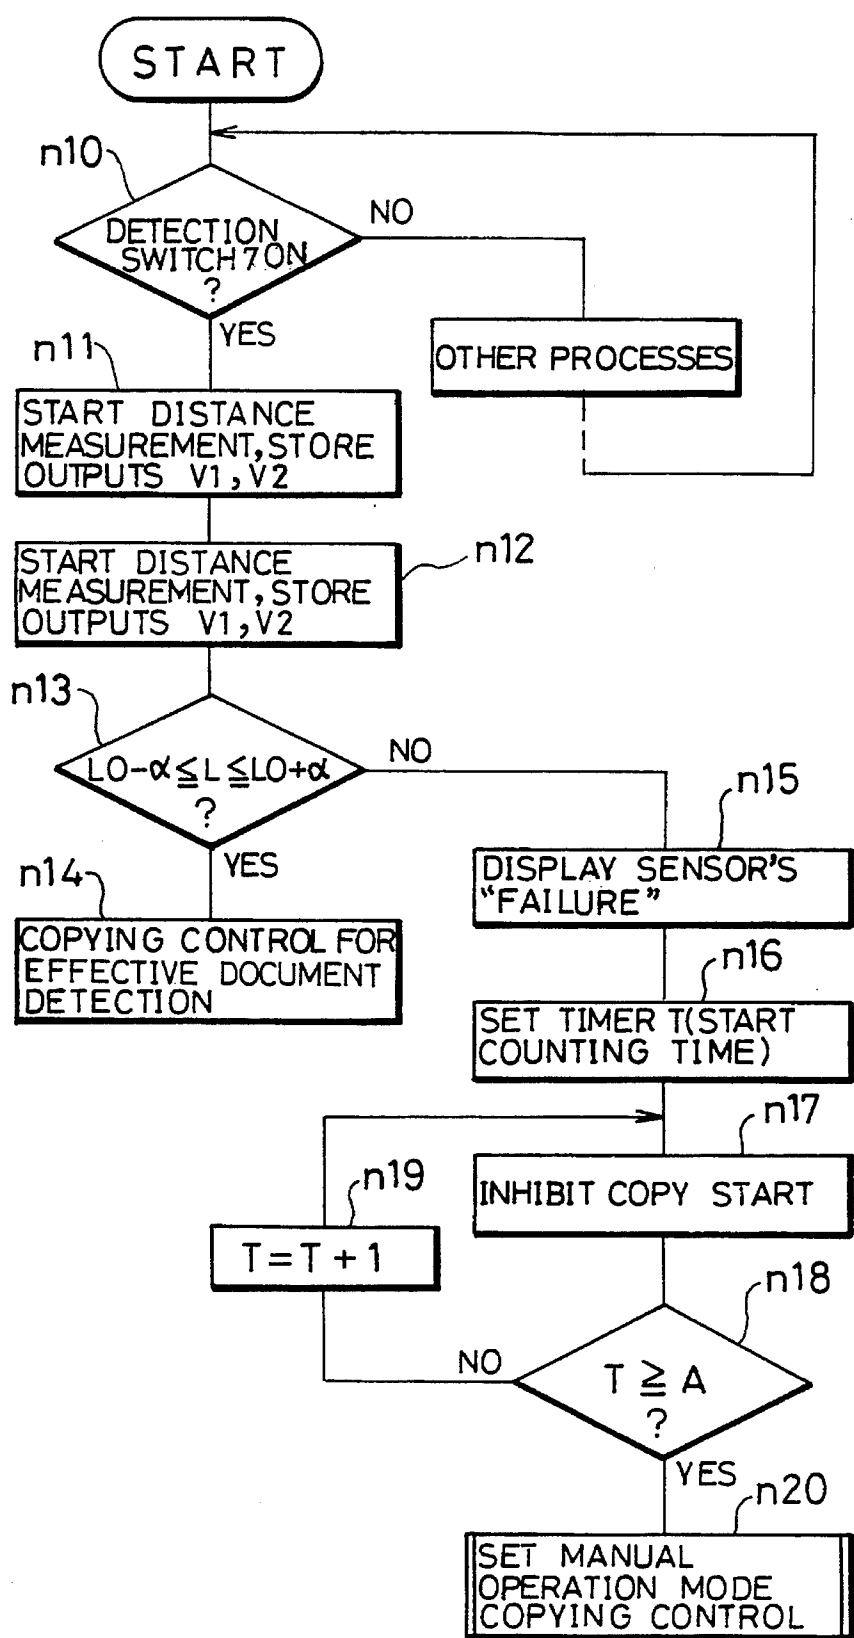 START
n10
DETECTION
SWITCH 7 ON
?
NO
YES
OTHER PROCESSES
n11
START DISTANCE
MEASUREMENT, STORE
OUTPUTS V1, V2
n12
START DISTANCE
MEASUREMENT, STORE
OUTPUTS V1, V2
n13
LO-α≦L≦LO+α
?
NO
YES
n14
COPYING CONTROL FOR
EFFECTIVE DOCUMENT
DETECTION
n15
DISPLAY SENSOR'S
"FAILURE"
n16
SET TIMER T(START
COUNTING TIME)
n17
INHIBIT COPY START
n19
T=T+1
n18
T≧A
?
NO
YES
n20
SET MANUAL
OPERATION MODE
COPYING CONTROL